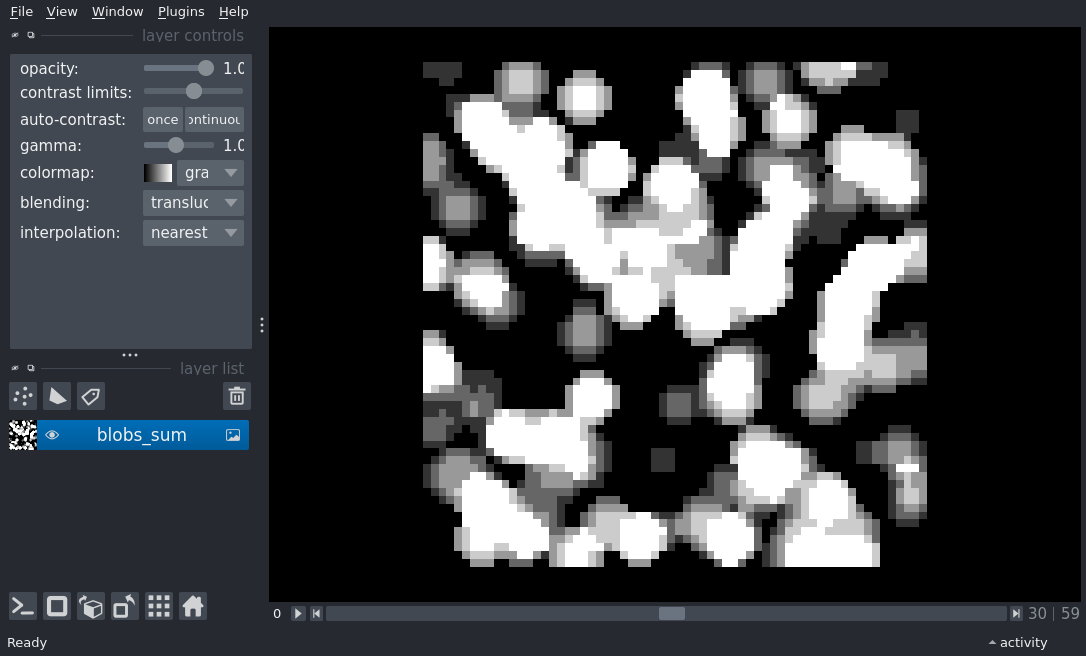 File View Window Plugins Help
layer controls
opacity: 1.0
contrast limits:
auto-contrast: once ontinuou
gamma: 1.0
colormap: gra
blending: transluc
interpolation: nearest
layer list
blobs_sum
0 30 | 59
Ready activity